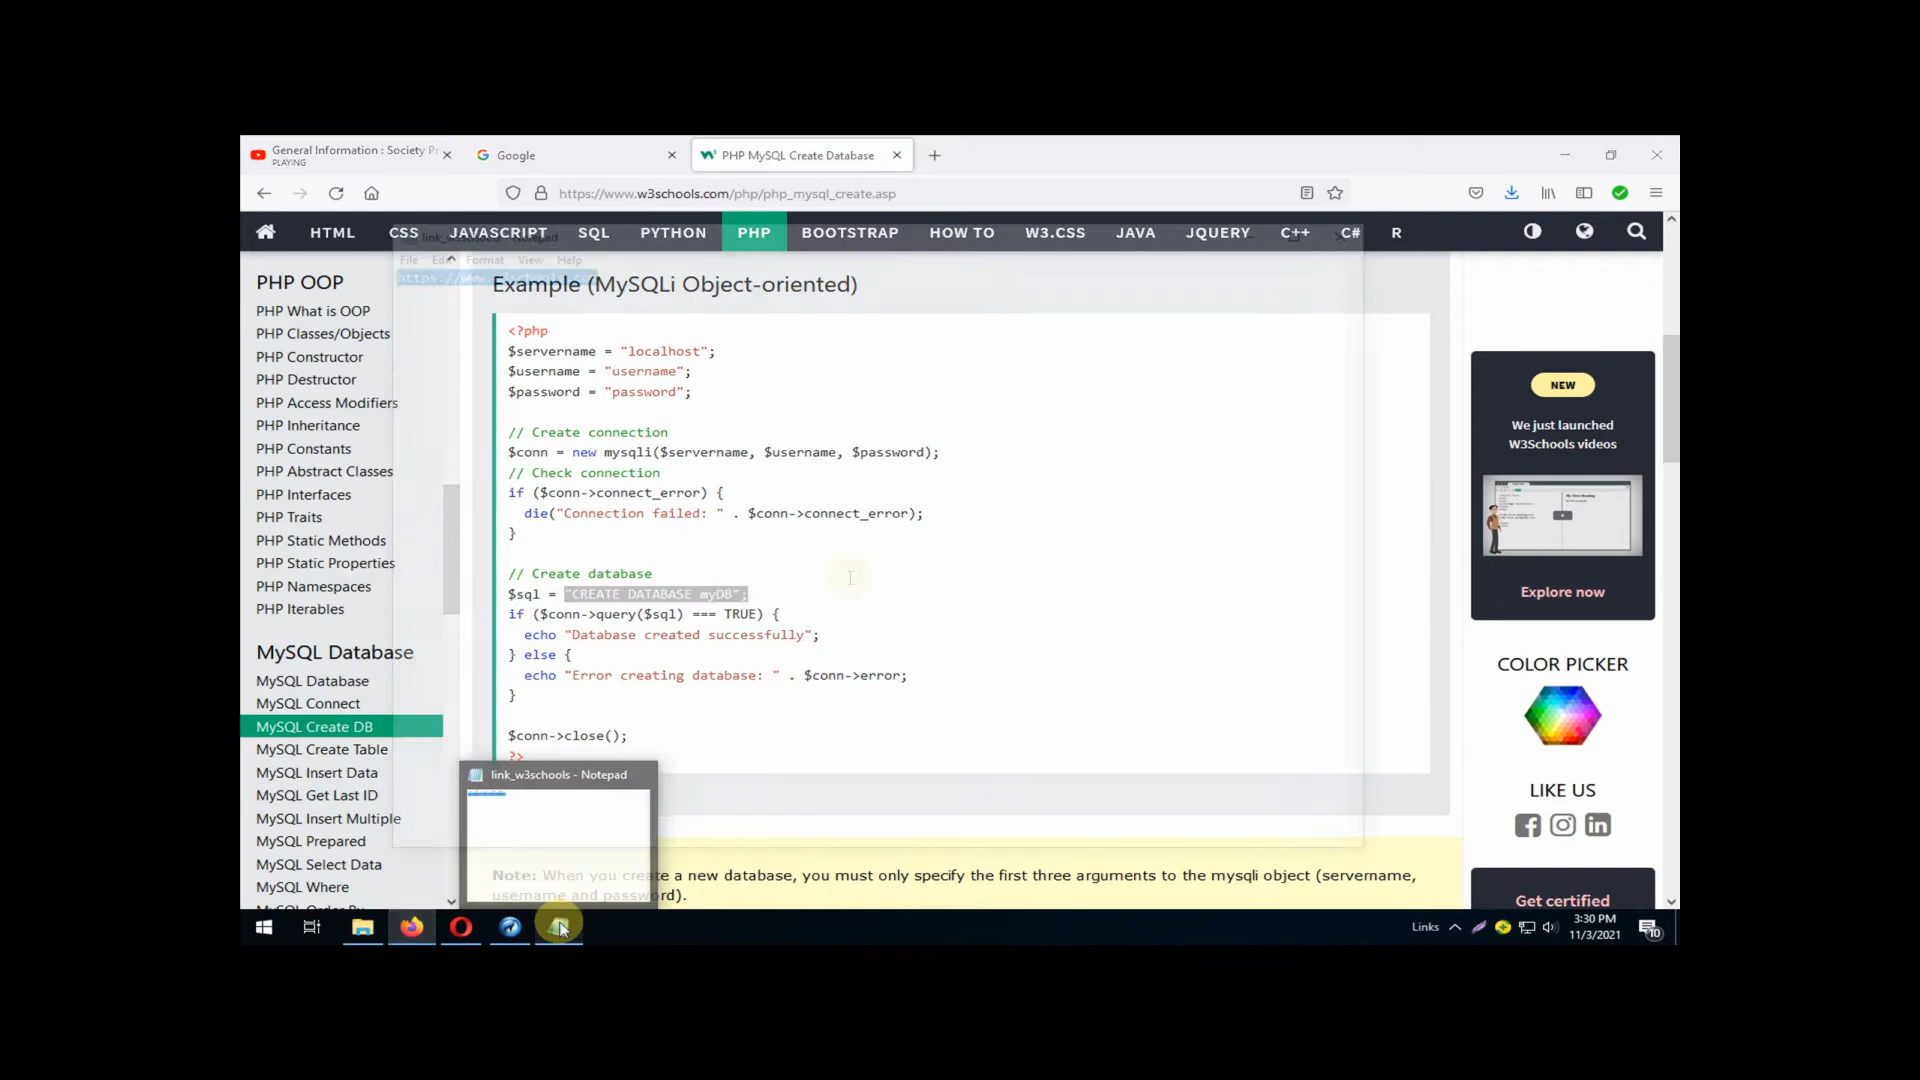 General Information : Society P
PLAYING
Google
PHP MySQL Create Database
https://www.w3schools.com/php/php_mysql_create.asp
HTML CSS JAVASCRIPT SQL PYTHON PHP BOOTSTRAP HOW TO W3.CSS JAVA JQUERY C++ C# R
File Edit Format View Help
PHP OOP
PHP What is OOP
PHP Classes/Objects
PHP Constructor
PHP Destructor
PHP Access Modifiers
PHP Inheritance
PHP Constants
PHP Abstract Classes
PHP Interfaces
PHP Traits
PHP Static Methods
PHP Static Properties
PHP Namespaces
PHP Iterables
MySQL Database
MySQL Database
MySQL Connect
MySQL Create DB
MySQL Create Table
MySQL Insert Data
MySQL Get Last ID
MySQL Insert Multiple
MySQL Prepared
MySQL Select Data
MySQL Where
MySQL Order By
Example (MySQLi Object-oriented)
<?php
$servername = "localhost";
$username = "username";
$password = "password";
// Create connection
$conn = new mysqli($servername, $username, $password);
// Check connection
if ($conn->connect_error) {
die("Connection failed: " . $conn->connect_error);
}
// Create database
$sql = "CREATE DATABASE myDB";
if ($conn->query($sql) === TRUE) {
echo "Database created successfully";
} else {
echo "Error creating database: " . $conn->error;
}
$conn->close();
?>
link_w3schools - Notepad
Note: When you create a new database, you must only specify the first three arguments to the mysqli object (servername,
username and password).
NEW
We just launched
W3Schools videos
Explore now
COLOR PICKER
LIKE US
Get certified
Links
3:30 PM
11/3/2021
10